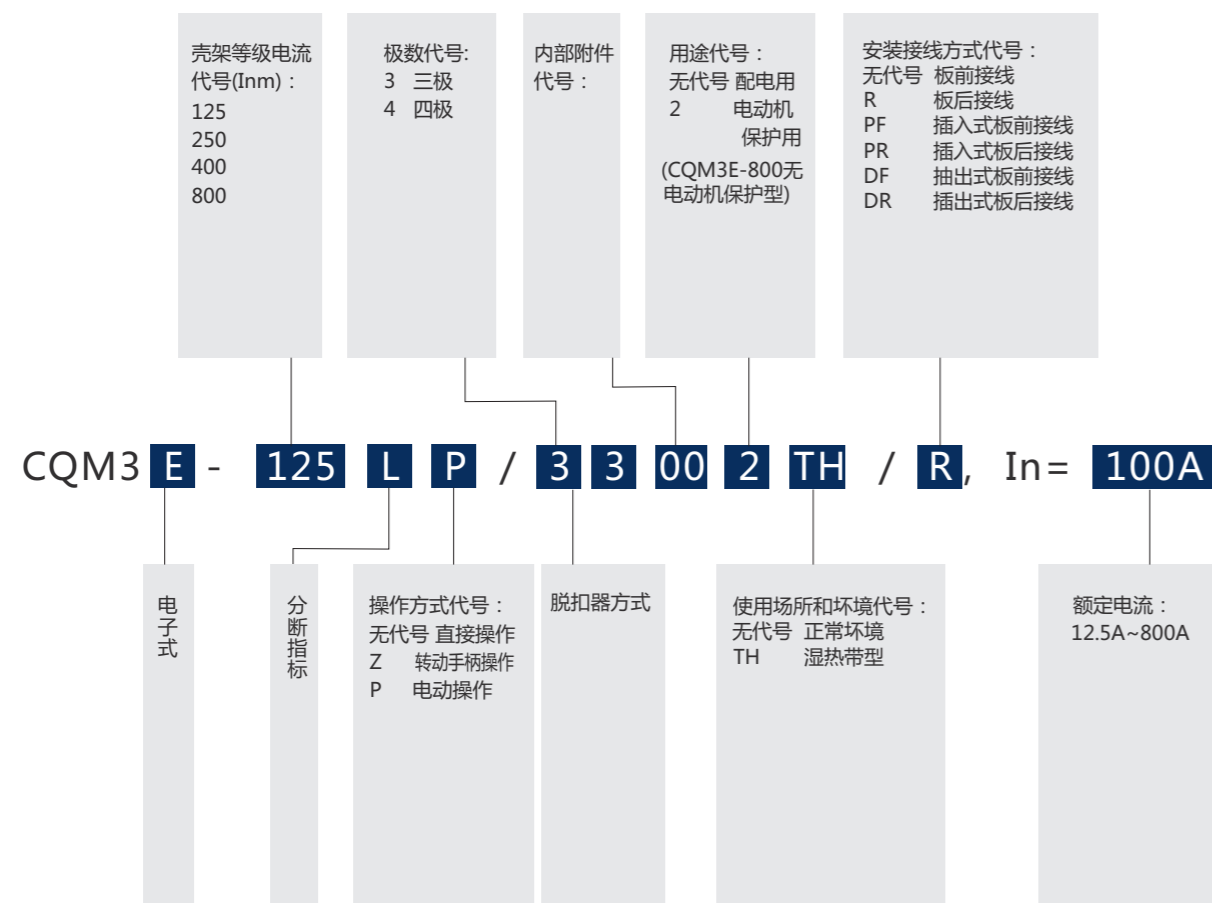 壳架等级电流
代号(Inm)：
125
250
400
800
极数代号:
3 三极
4 四极
内部附件
代号：
用途代号：
无代号 配电用
2 电动机
保护用
(CQM3E-800无
电动机保护型)
安装接线方式代号：
无代号 板前接线
R 板后接线
PF 插入式板前接线
PR 插入式板后接线
DF 抽出式板前接线
DR 插出式板后接线
CQM3 E - 125 L P / 3 3 00 2 TH / R, In= 100A
电子式
分断指标
操作方式代号：
无代号 直接操作
Z 转动手柄操作
P 电动操作
脱扣器方式
使用场所和坏境代号：
无代号 正常坏境
TH 湿热带型
额定电流：
12.5A~800A